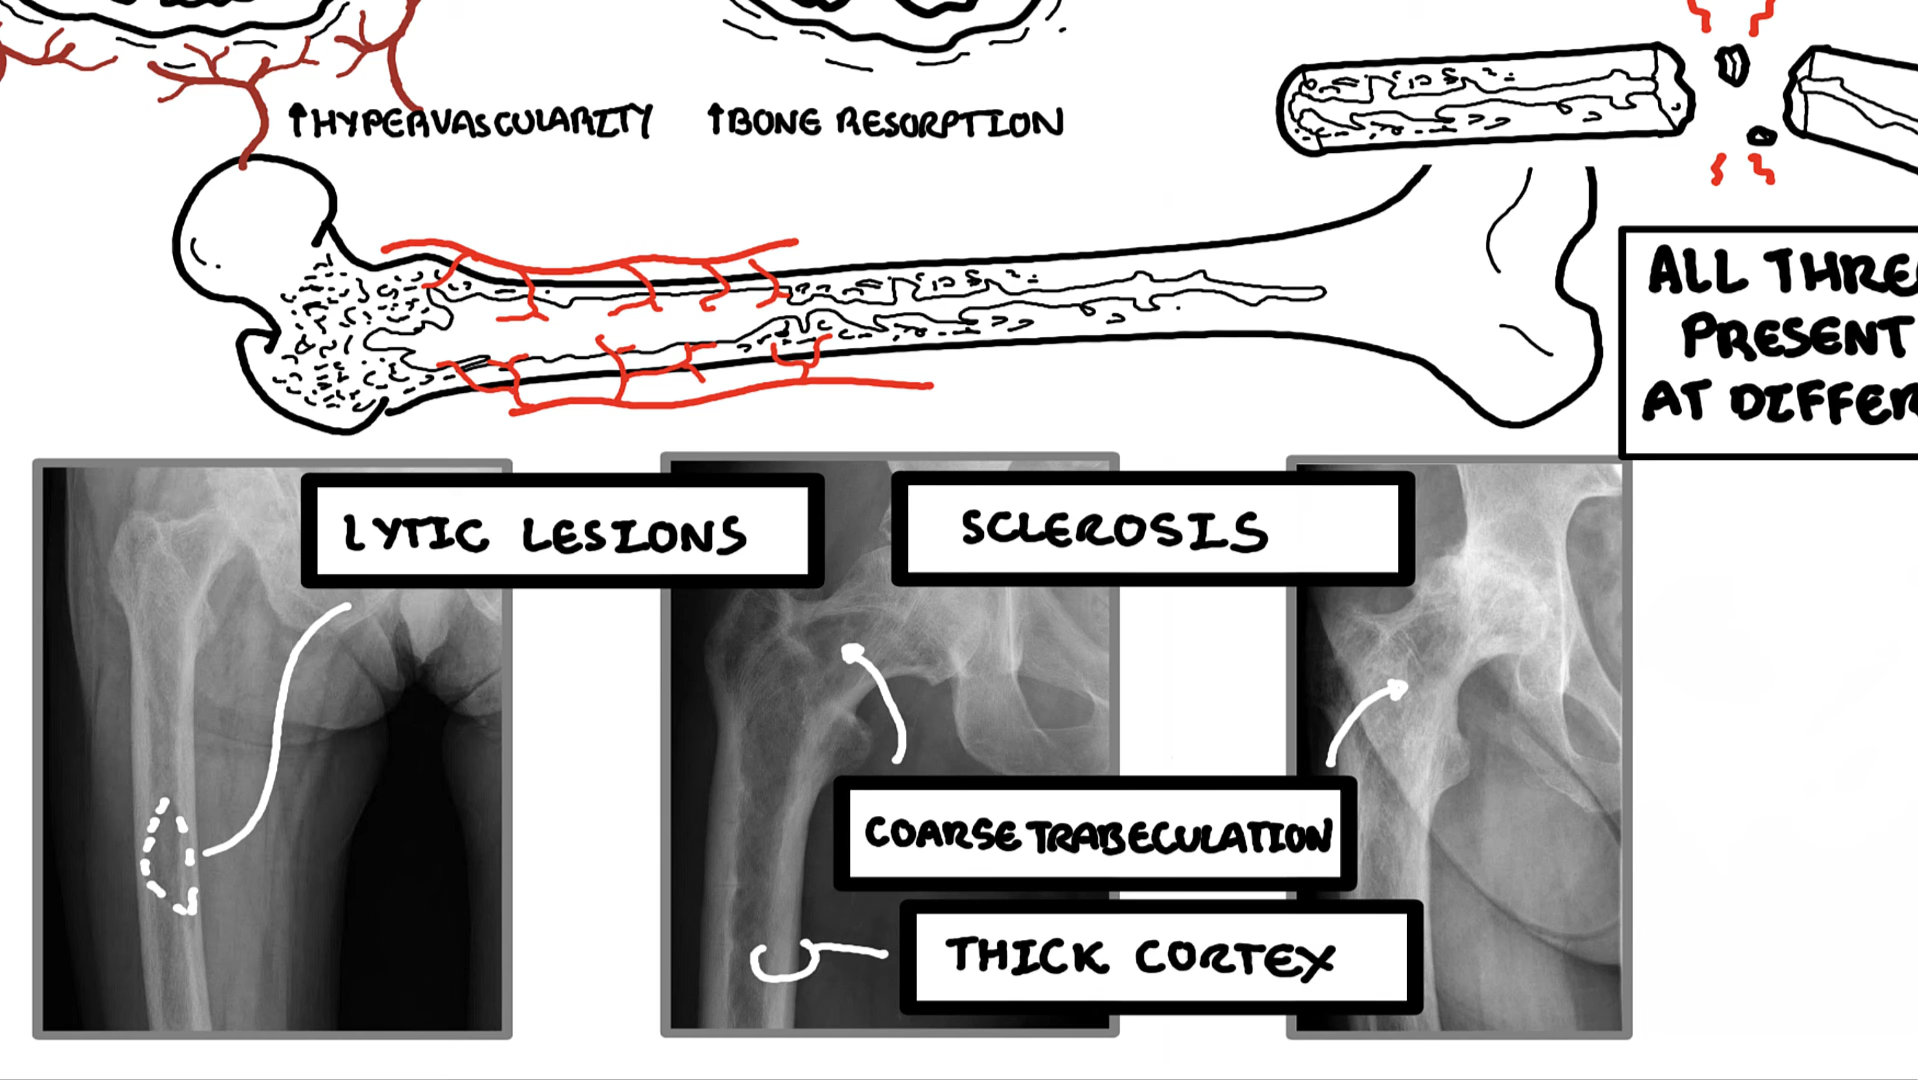 ↑HYPERVASCULARITY
↑BONE RESORPTION
ALL THRE
PRESENT
AT DIFFER
LYTIC LESIONS
SCLEROSIS
COARSE TRABECULATION
THICK CORTEX